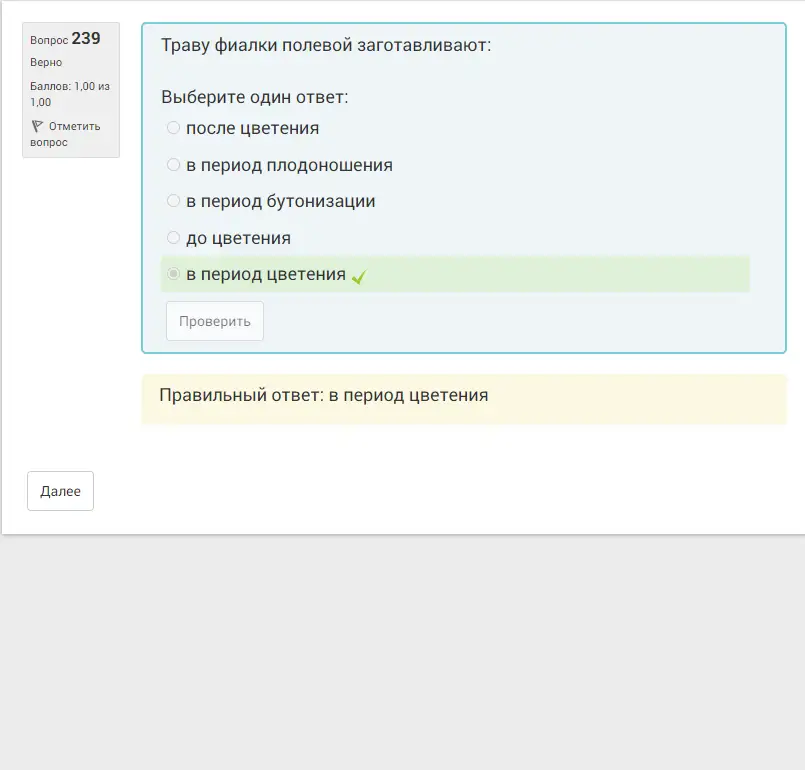 Вопрос 239
Верно
Баллов: 1,00 из
1,00
Отметить
вопрос
Траву фиалки полевой заготавливают:
Выберите один ответ:
после цветения
в период плодоношения
в период бутонизации
до цветения
в период цветения
Проверить
Правильный ответ: в период цветения
Далее